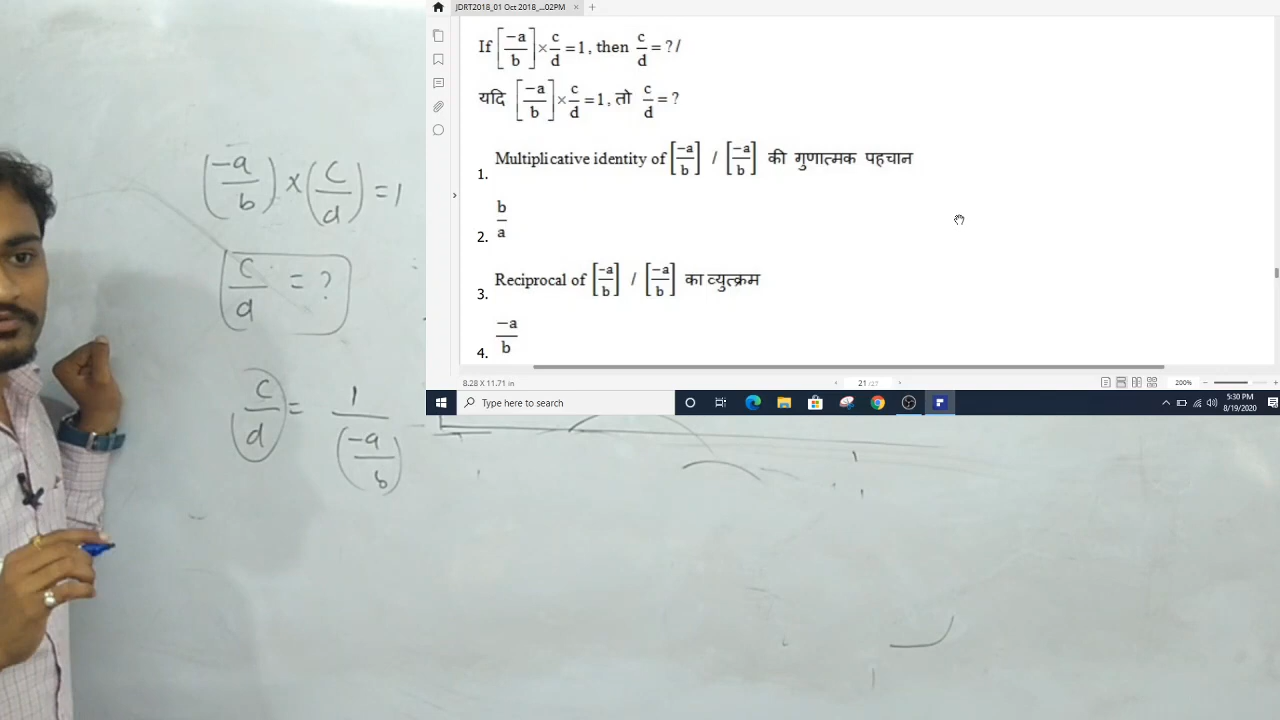 JDRT2018_01 Oct 2018_...02PM
If [-a/b] × c/d = 1, then c/d = ? /
यदि [-a/b] × c/d = 1, तो c/d = ?
1. Multiplicative identity of [-a/b] / [-a/b] की गुणात्मक पहचान
2. b/a
3. Reciprocal of [-a/b] / [-a/b] का व्युत्क्रम
4. -a/b
8.28 x 11.71 in
21 /27
200%
Type here to search
5:30 PM
8/19/2020
(-a/b) × (c/d) = 1
c/d = ?
c/d = 1/(-a/b)